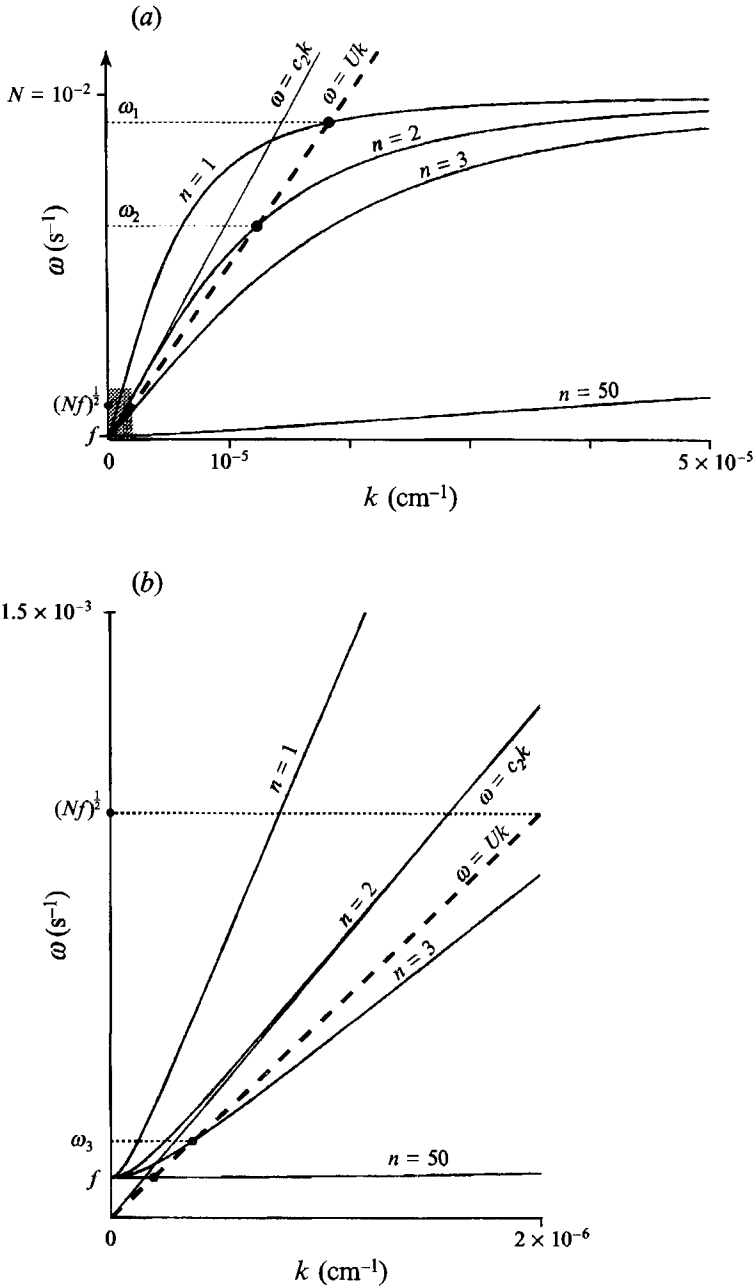 (a)
N = 10⁻²
ω₁
ω₂
ω (s⁻¹)
(Nf)^½
f
n = 1
ω = c₂k
ω = Uk
n = 2
n = 3
n = 50
0
10⁻⁵
5 × 10⁻⁵
k (cm⁻¹)
(b)
1.5 × 10⁻³
(Nf)^½
ω (s⁻¹)
ω₃
f
n = 1
n = 2
ω = c₂k
ω = Uk
n = 3
n = 50
0
2 × 10⁻⁶
k (cm⁻¹)